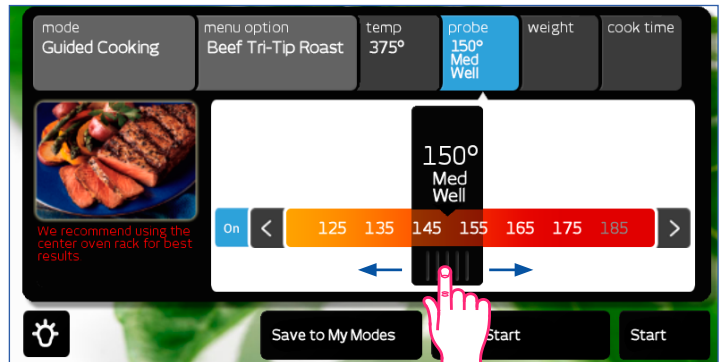 mode
Guided Cooking
menu option
Beef Tri-Tip Roast
temp
375°
probe
150°
Med
Well
weight
cook time
We recommend using the
center oven rack for best
results
150°
Med
Well
On < 125 135 145 155 165 175 185 >
Save to My Modes
Start
Start